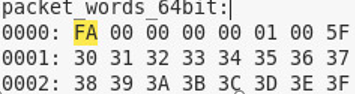 packet_words_64bit:
0000: FA 00 00 00 00 01 00 5F
0001: 30 31 32 33 34 35 36 37
0002: 38 39 3A 3B 3C 3D 3E 3F